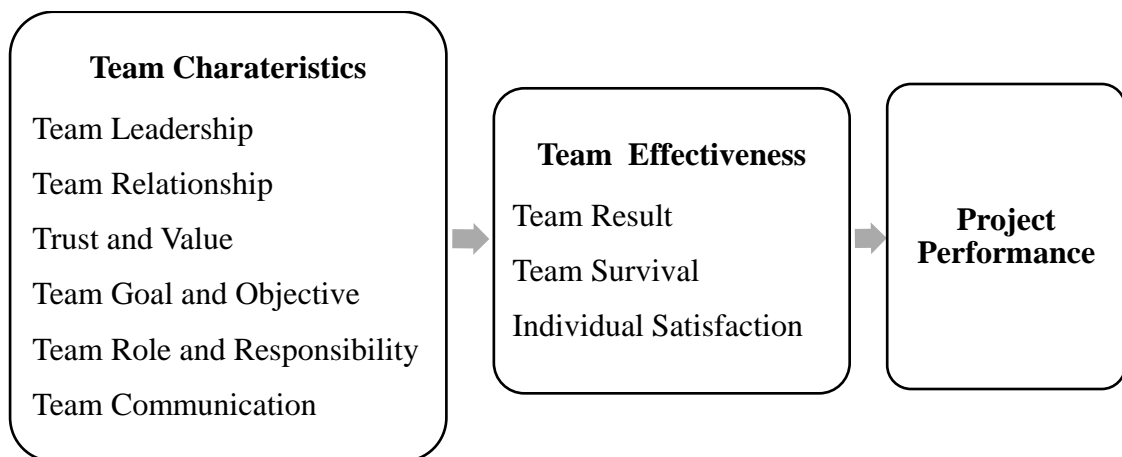 Team Charateristics
Team Leadership
Team Relationship
Trust and Value
Team Goal and Objective
Team Role and Responsibility
Team Communication
Team Effectiveness
Team Result
Team Survival
Individual Satisfaction
Project
Performance